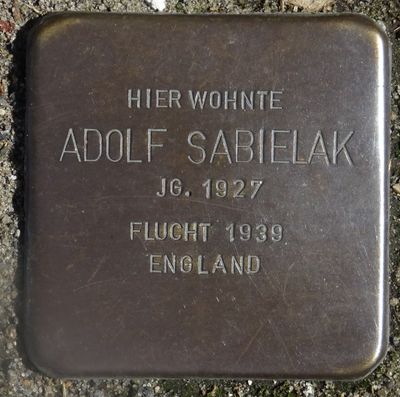 HIER WOHNTE
ADOLF SABIELAK
JG. 1927
FLUCHT 1939
ENGLAND